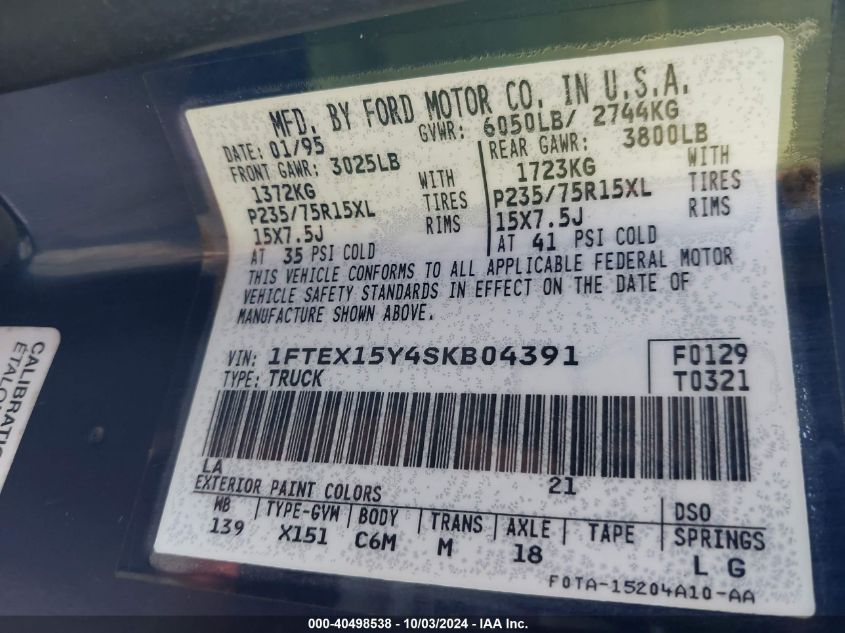 MFD. BY FORD MOTOR CO. IN U.S.A.
DATE: 01/95 GVWR: 6050LB/ 2744KG
FRONT GAWR: 3025LB REAR GAWR: 3800LB
1372KG WITH 1723KG WITH
P235/75R15XL TIRES P235/75R15XL TIRES
15X7.5J RIMS 15X7.5J RIMS
AT 35 PSI COLD AT 41 PSI COLD
THIS VEHICLE CONFORMS TO ALL APPLICABLE FEDERAL MOTOR
VEHICLE SAFETY STANDARDS IN EFFECT ON THE DATE OF
MANUFACTURE SHOWN ABOVE.
VIN: 1FTEX15Y4SKB04391 F0129
TYPE: TRUCK T0321
LA 21
EXTERIOR PAINT COLORS DSO
WB TYPE-GVW BODY TRANS AXLE TAPE SPRINGS
139 X151 C6M M 18 L G
F0TA-15204A10-AA
CALIBRATIO
ETALO
000-40498538 - 10/03/2024 - IAA Inc.